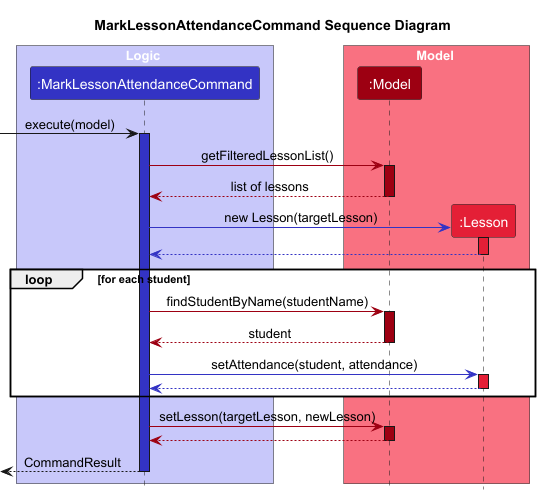 MarkLessonAttendanceCommand Sequence Diagram
Logic
Model
:MarkLessonAttendanceCommand
:Model
execute(model)
getFilteredLessonList()
list of lessons
new Lesson(targetLesson)
:Lesson
loop
[for each student]
findStudentByName(studentName)
student
setAttendance(student, attendance)
setLesson(targetLesson, newLesson)
CommandResult